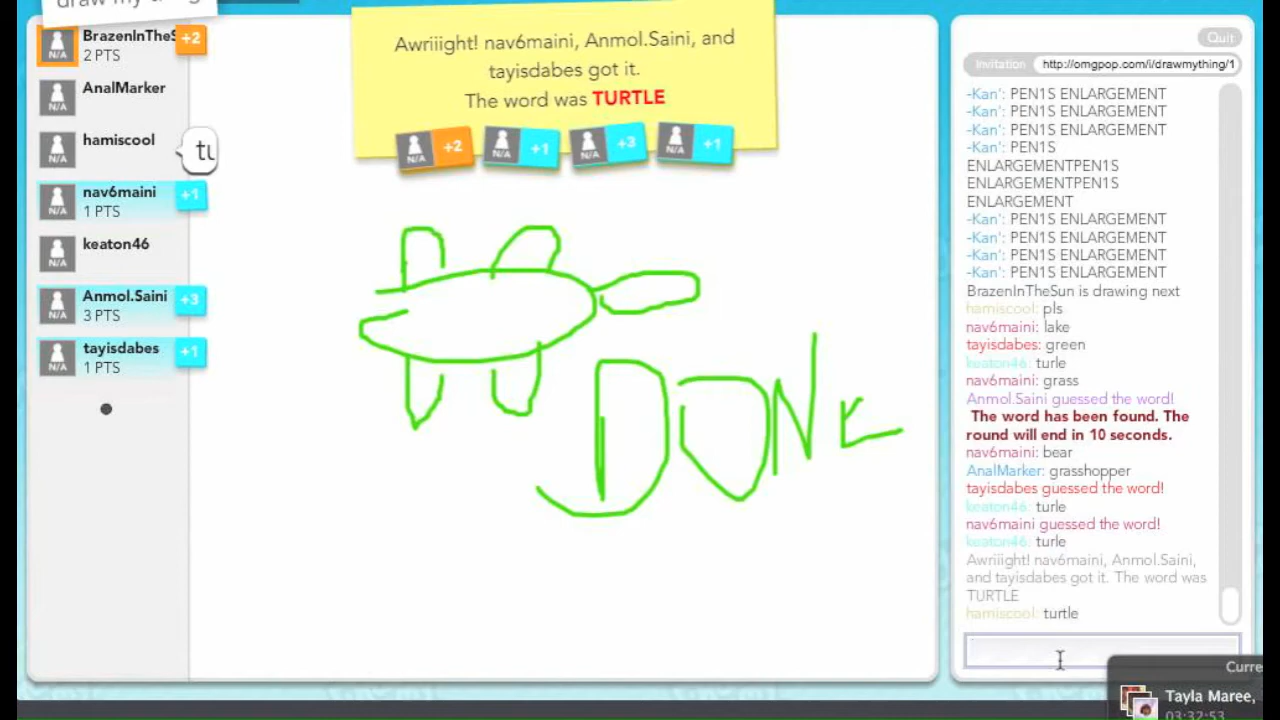 draw my thing
BrazenInTheS
+2
2 PTS
N/A
AnalMarker
N/A
hamiscool
N/A
tu
nav6maini
+1
1 PTS
N/A
keaton46
N/A
Anmol.Saini
+3
3 PTS
N/A
tayisdabes
+1
1 PTS
N/A
Awriiight! nav6maini, Anmol.Saini, and
tayisdabes got it.
The word was TURTLE
N/A +2 N/A +1 N/A +3 N/A +1
DONE
Quit
Invitation http://omgpop.com/i/drawmything/1
-Kan': PEN1S ENLARGEMENT
-Kan': PEN1S ENLARGEMENT
-Kan': PEN1S ENLARGEMENT
-Kan': PEN1S
ENLARGEMENTPEN1S
ENLARGEMENTPEN1S
ENLARGEMENT
-Kan': PEN1S ENLARGEMENT
-Kan': PEN1S ENLARGEMENT
-Kan': PEN1S ENLARGEMENT
-Kan': PEN1S ENLARGEMENT
BrazenInTheSun is drawing next
hamiscool: pls
nav6maini: lake
tayisdabes: green
keaton46: turle
nav6maini: grass
Anmol.Saini guessed the word!
The word has been found. The
round will end in 10 seconds.
nav6maini: bear
AnalMarker: grasshopper
tayisdabes guessed the word!
keaton46: turle
nav6maini guessed the word!
keaton46: turle
Awriiight! nav6maini, Anmol.Saini,
and tayisdabes got it. The word was
TURTLE
hamiscool: turtle
Curre
Tayla Maree,
03:32:53